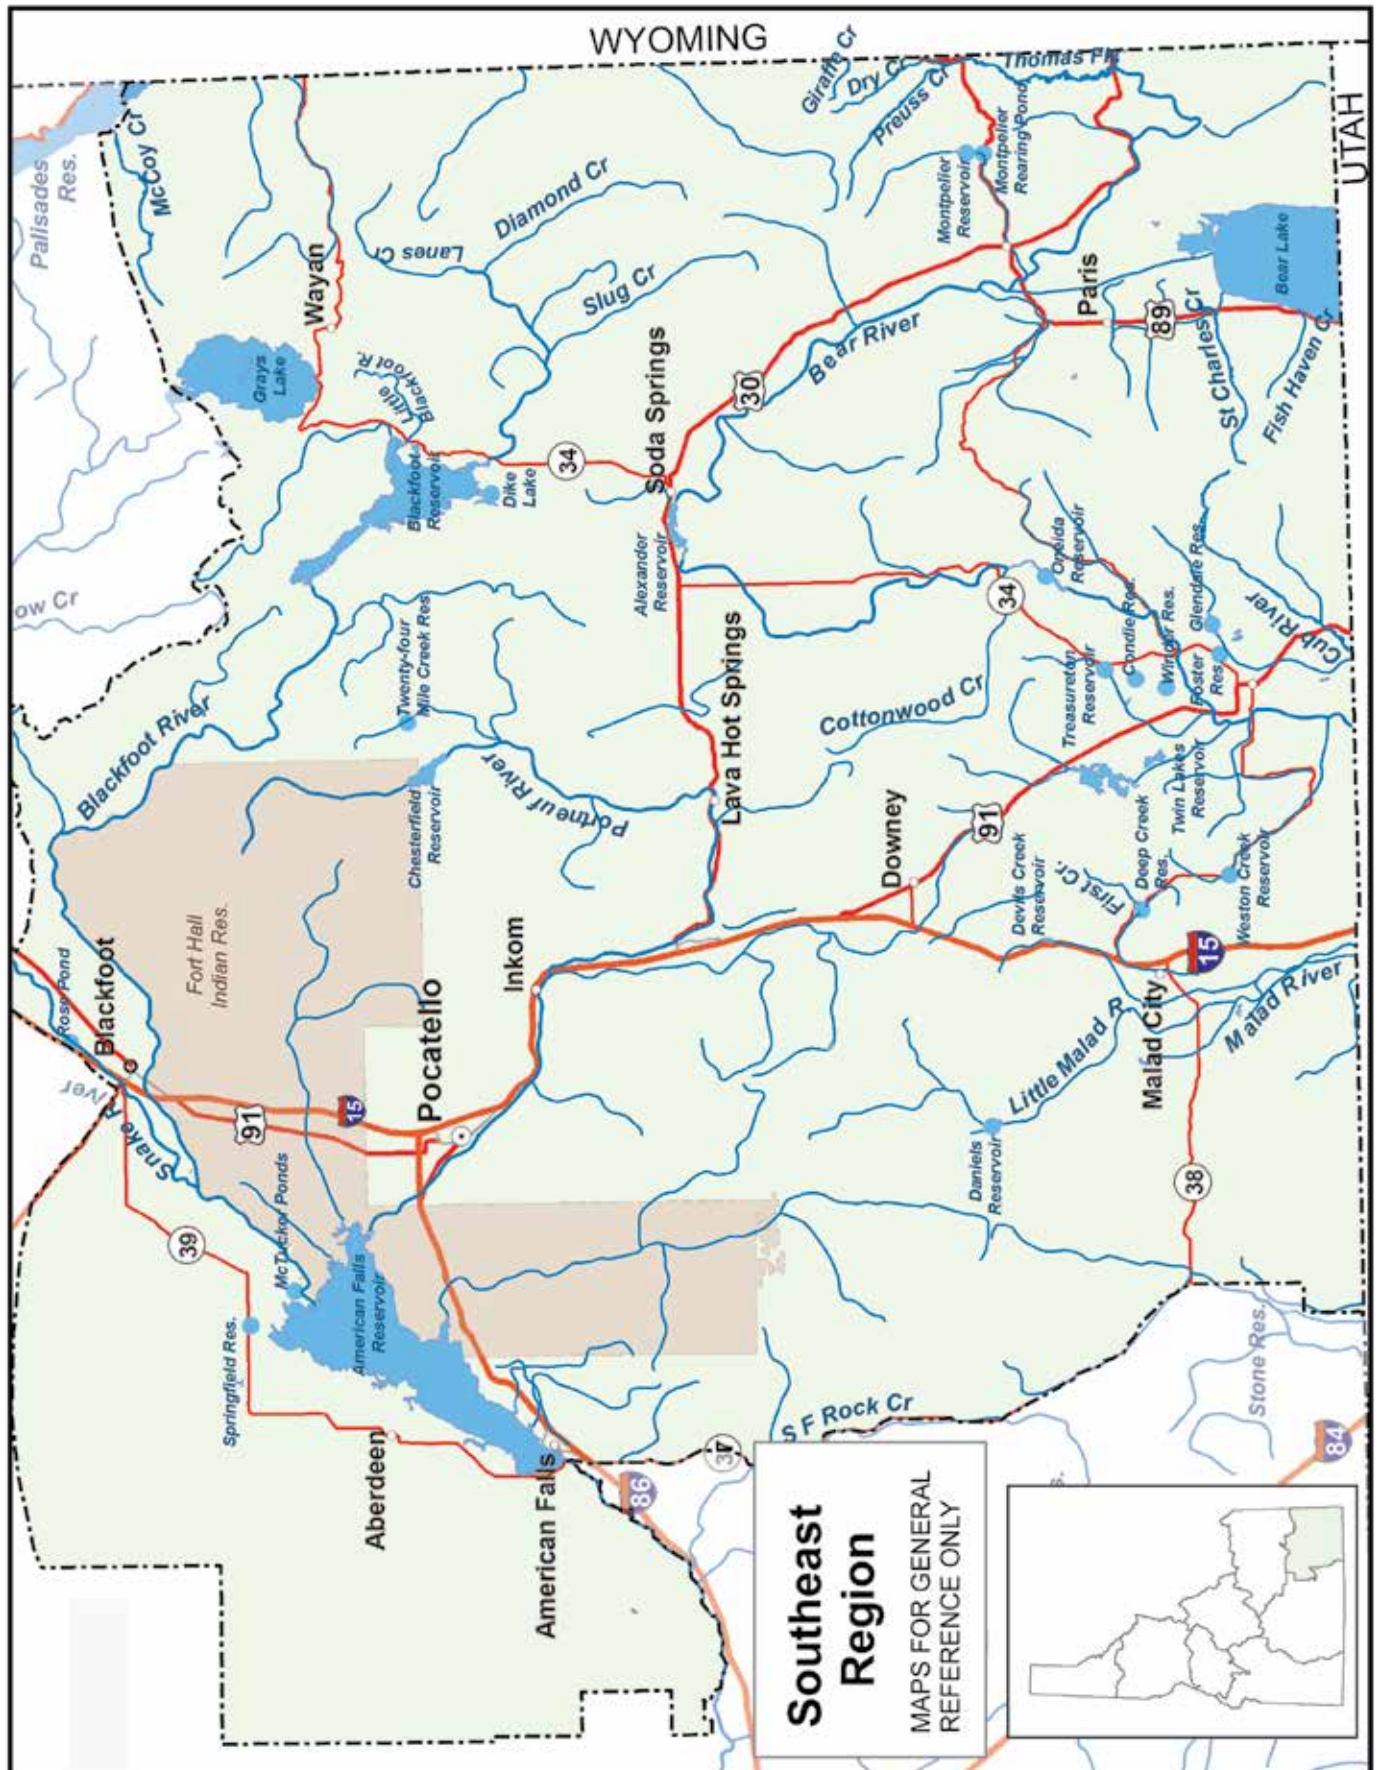 WYOMING
UTAH
Palisades
Res.
McCoy Cr
Giraffe Cr
Dry Cr
Preuss Cr
Thomas Fk
Montpelier
Rearing Pond
Montpelier
Reservoir
Diamond Cr
Lanes Cr
Slug Cr
Wayan
Grays
Lake
Little
Blackfoot R.
Blackfoot
Reservoir
Dike
Lake
34
Soda Springs
30
Bear River
Paris
89
Bear Lake
St Charles Cr
Fish Haven Cr
Alexander
Reservoir
Oneida
Reservoir
34
Condie Res.
Winder Res.
Glendale Res.
Foster
Res.
Cub River
Treasureton
Reservoir
Twin Lakes
Reservoir
ow Cr
Twenty-four
Mile Creek Res.
Blackfoot River
Chesterfield
Reservoir
Portneuf River
Lava Hot Springs
Cottonwood Cr
Downey
91
Devils Creek
Reservoir
First Cr.
Deep Creek
Res.
Weston Creek
Reservoir
15
Malad City
Malad River
Little Malad R
Daniels
Reservoir
38
Rose Pond
Blackfoot
Fort Hall
Indian Res.
Inkom
Pocatello
15
91
River
Snake River
McTucker Ponds
39
Springfield Res.
American Falls
Reservoir
Aberdeen
American Falls
86
37
S F Rock Cr
Stone Res.
84
s.
Southeast
Region
MAPS FOR GENERAL
REFERENCE ONLY